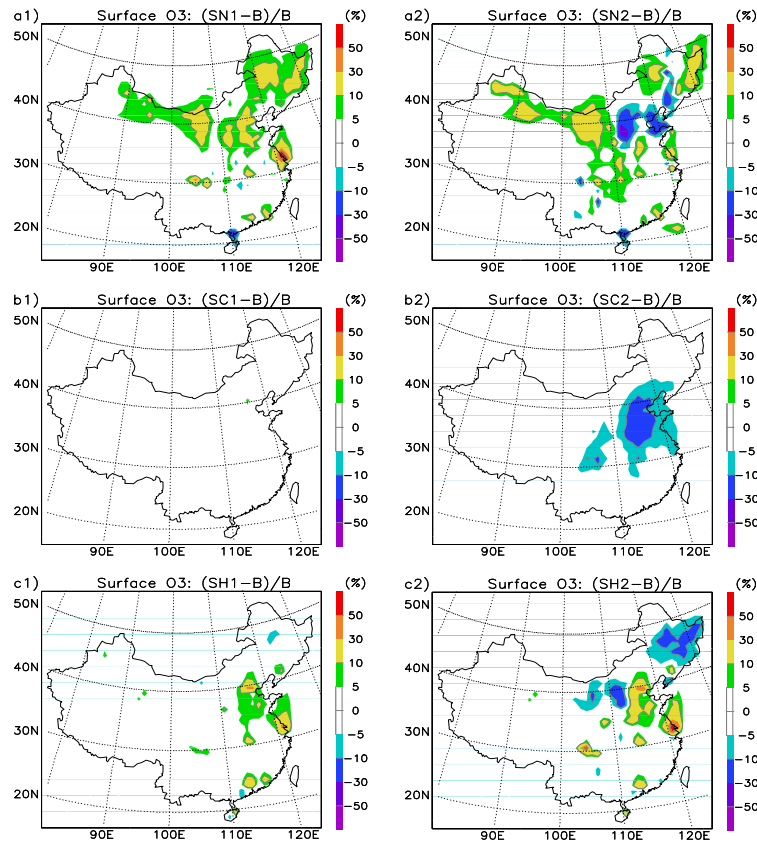 a1) Surface O3: (SN1-B)/B (%)
50N
40N
30N
20N
90E 100E 110E 120E
50
30
10
5
0
-5
-10
-30
-50
a2) Surface O3: (SN2-B)/B (%)
50N
40N
30N
20N
90E 100E 110E 120E
50
30
10
5
0
-5
-10
-30
-50
b1) Surface O3: (SC1-B)/B (%)
50N
40N
30N
20N
90E 100E 110E 120E
50
30
10
5
0
-5
-10
-30
-50
b2) Surface O3: (SC2-B)/B (%)
50N
40N
30N
20N
90E 100E 110E 120E
50
30
10
5
0
-5
-10
-30
-50
c1) Surface O3: (SH1-B)/B (%)
50N
40N
30N
20N
90E 100E 110E 120E
50
30
10
5
0
-5
-10
-30
-50
c2) Surface O3: (SH2-B)/B (%)
50N
40N
30N
20N
90E 100E 110E 120E
50
30
10
5
0
-5
-10
-30
-50